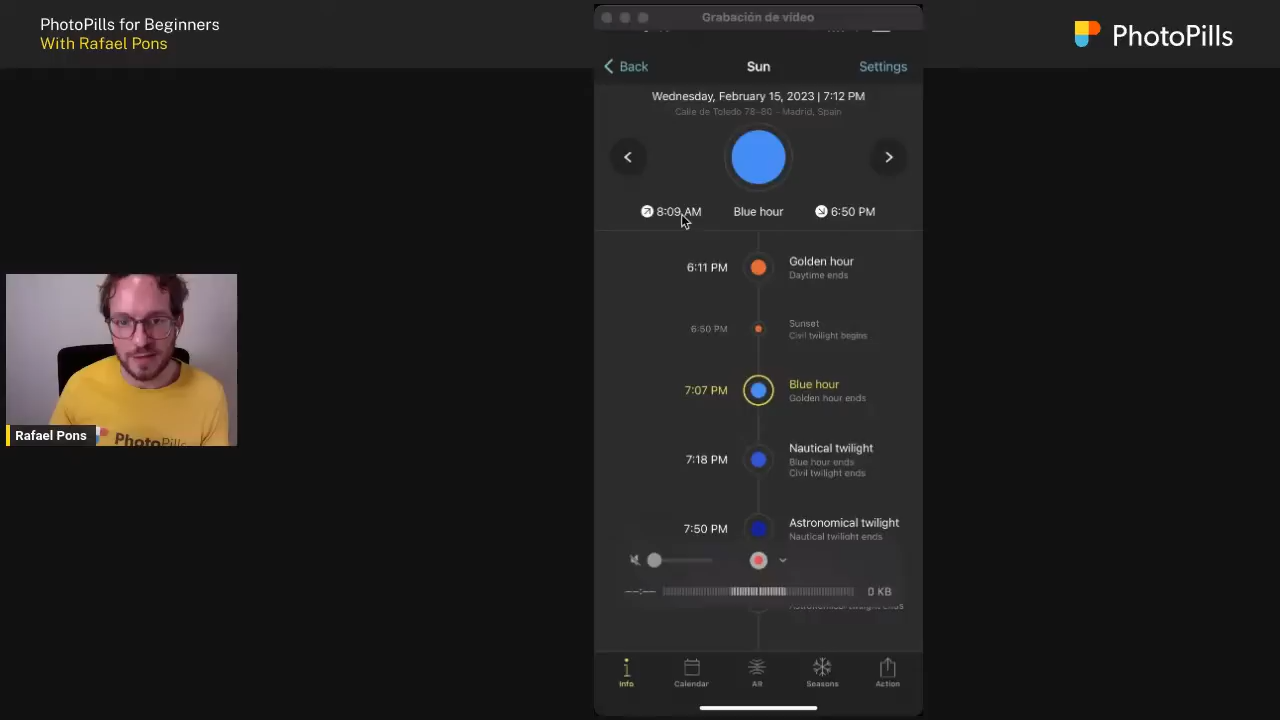 PhotoPills for Beginners
With Rafael Pons
PhotoPills
Grabación de vídeo
Back
Sun
Settings
Wednesday, February 15, 2023 | 7:12 PM
Calle de Toledo 78-80 - Madrid, Spain
8:09 AM
Blue hour
6:50 PM
6:11 PM
Golden hour
Daytime ends
6:50 PM
Sunset
Civil twilight begins
7:07 PM
Blue hour
Golden hour ends
7:18 PM
Nautical twilight
Blue hour ends
Civil twilight ends
7:50 PM
Astronomical twilight
Nautical twilight ends
--:--
0 KB
Astronomical twilight ends
Rafael Pons
PhotoPills
Info
Calendar
AR
Seasons
Action